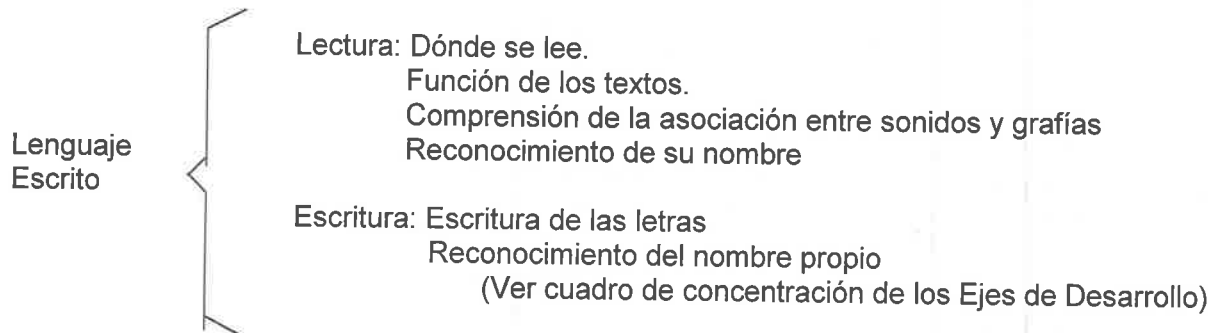 Lectura: Dónde se lee.
Función de los textos.
Comprensión de la asociación entre sonidos y grafías
Reconocimiento de su nombre
Lenguaje
Escrito
Escritura: Escritura de las letras
Reconocimiento del nombre propio
(Ver cuadro de concentración de los Ejes de Desarrollo)